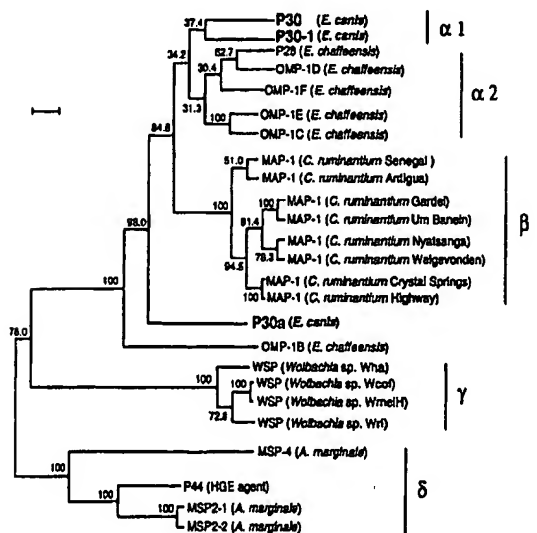 P30 (E. canis)
P30-1 (E. canis)
P28 (E. chaffeensis)
OMP-1D (E. chaffeensis)
OMP-1F (E. chaffeensis)
OMP-1E (E. chaffeensis)
OMP-1C (E. chaffeensis)
MAP-1 (C. ruminantium Senegal)
MAP-1 (C. ruminantium Antigua)
MAP-1 (C. ruminantium Gardel)
MAP-1 (C. ruminantium Um Banein)
MAP-1 (C. ruminantium Nyatsanga)
MAP-1 (C. ruminantium Welgevonden)
MAP-1 (C. ruminantium Crystal Springs)
MAP-1 (C. ruminantium Highway)
P30a (E. canis)
OMP-1B (E. chaffeensis)
WSP (Wolbachia sp. Wha)
WSP (Wolbachia sp. Wcof)
WSP (Wolbachia sp. WmelH)
WSP (Wolbachia sp. Wri)
MSP-4 (A. marginale)
P44 (HGE agent)
MSP2-1 (A. marginale)
MSP2-2 (A. marginale)
α 1
α 2
β
γ
δ
37.4
34.2
62.7
30.4
31.3
100
84.8
51.0
100
100
81.4
78.3
94.5
100
98.0
100
78.0
100
100
72.8
100
100
100